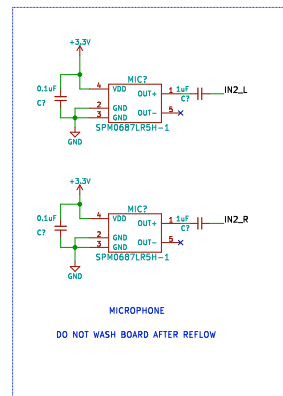 +3.3V
MIC?
0.1uF
C?
4 VDD
OUT+ 1
1uF
C?
IN2_L
2 GND
3 GND
OUT- 5
SPM0687LR5H-1
GND
+3.3V
MIC?
0.1uF
C?
4 VDD
OUT+ 1
1uF
C?
IN2_R
2 GND
3 GND
OUT- 5
SPM0687LR5H-1
GND
MICROPHONE
DO NOT WASH BOARD AFTER REFLOW